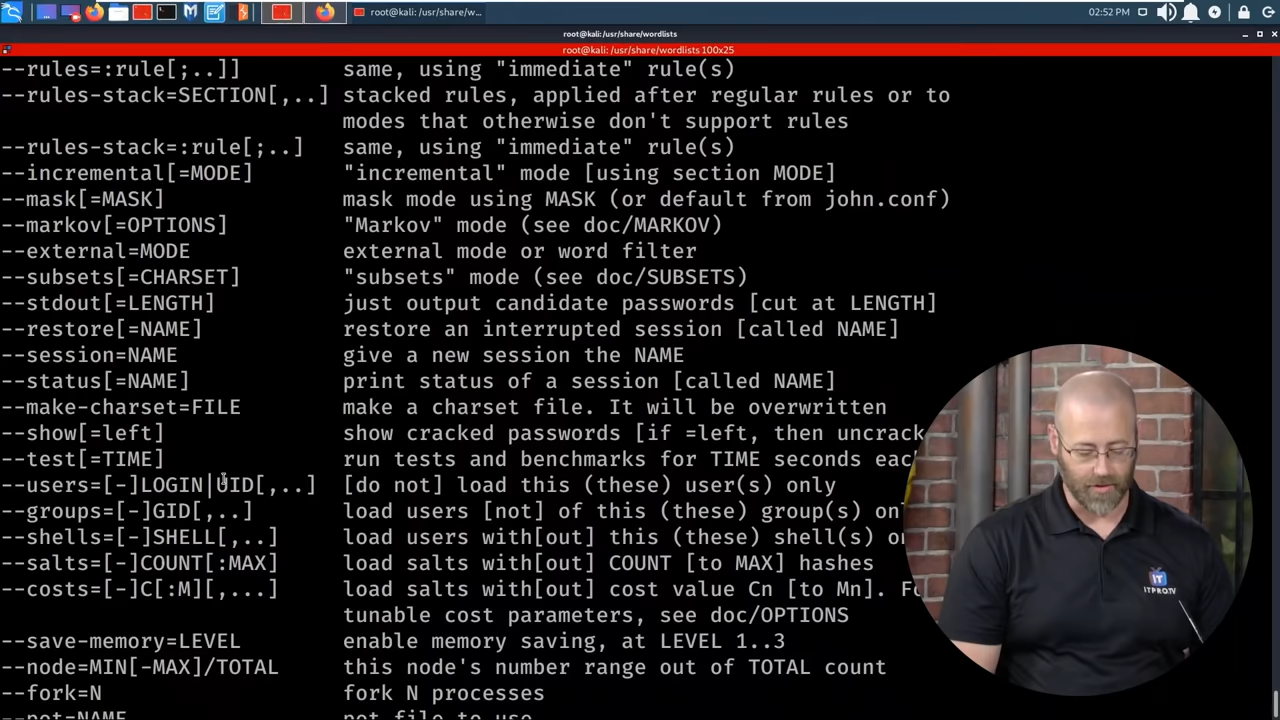 root@kali: /usr/share/w...
02:52 PM
root@kali: /usr/share/wordlists
root@kali: /usr/share/wordlists 100x25
--rules=:rule[;..]] same, using "immediate" rule(s)
--rules-stack=SECTION[,..] stacked rules, applied after regular rules or to
modes that otherwise don't support rules
--rules-stack=:rule[;..] same, using "immediate" rule(s)
--incremental[=MODE] "incremental" mode [using section MODE]
--mask[=MASK] mask mode using MASK (or default from john.conf)
--markov[=OPTIONS] "Markov" mode (see doc/MARKOV)
--external=MODE external mode or word filter
--subsets[=CHARSET] "subsets" mode (see doc/SUBSETS)
--stdout[=LENGTH] just output candidate passwords [cut at LENGTH]
--restore[=NAME] restore an interrupted session [called NAME]
--session=NAME give a new session the NAME
--status[=NAME] print status of a session [called NAME]
--make-charset=FILE make a charset file. It will be overwritten
--show[=left] show cracked passwords [if =left, then uncrack
--test[=TIME] run tests and benchmarks for TIME seconds eac
--users=[-]LOGIN|UID[,..] [do not] load this (these) user(s) only
--groups=[-]GID[,..] load users [not] of this (these) group(s) on
--shells=[-]SHELL[,..] load users with[out] this (these) shell(s) o
--salts=[-]COUNT[:MAX] load salts with[out] COUNT [to MAX] hashes
--costs=[-]C[:M][,...] load salts with[out] cost value Cn [to Mn]. Fo
tunable cost parameters, see doc/OPTIONS
--save-memory=LEVEL enable memory saving, at LEVEL 1..3
--node=MIN[-MAX]/TOTAL this node's number range out of TOTAL count
--fork=N fork N processes
--pot=NAME pot file to use
IT
ITPRO.TV